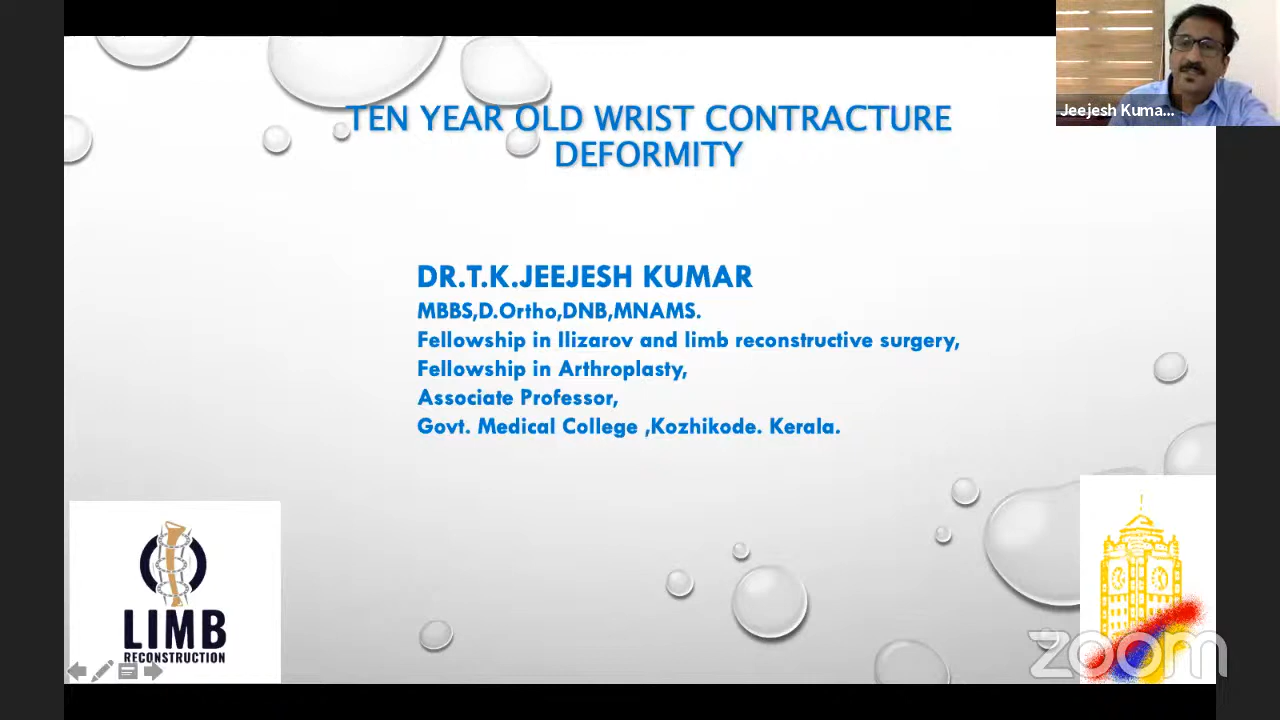 TEN YEAR OLD WRIST CONTRACTURE
DEFORMITY
Jeejesh Kuma...
DR.T.K.JEEJESH KUMAR
MBBS,D.Ortho,DNB,MNAMS.
Fellowship in Ilizarov and limb reconstructive surgery,
Fellowship in Arthroplasty,
Associate Professor,
Govt. Medical College ,Kozhikode. Kerala.
LIMB
RECONSTRUCTION
zoom